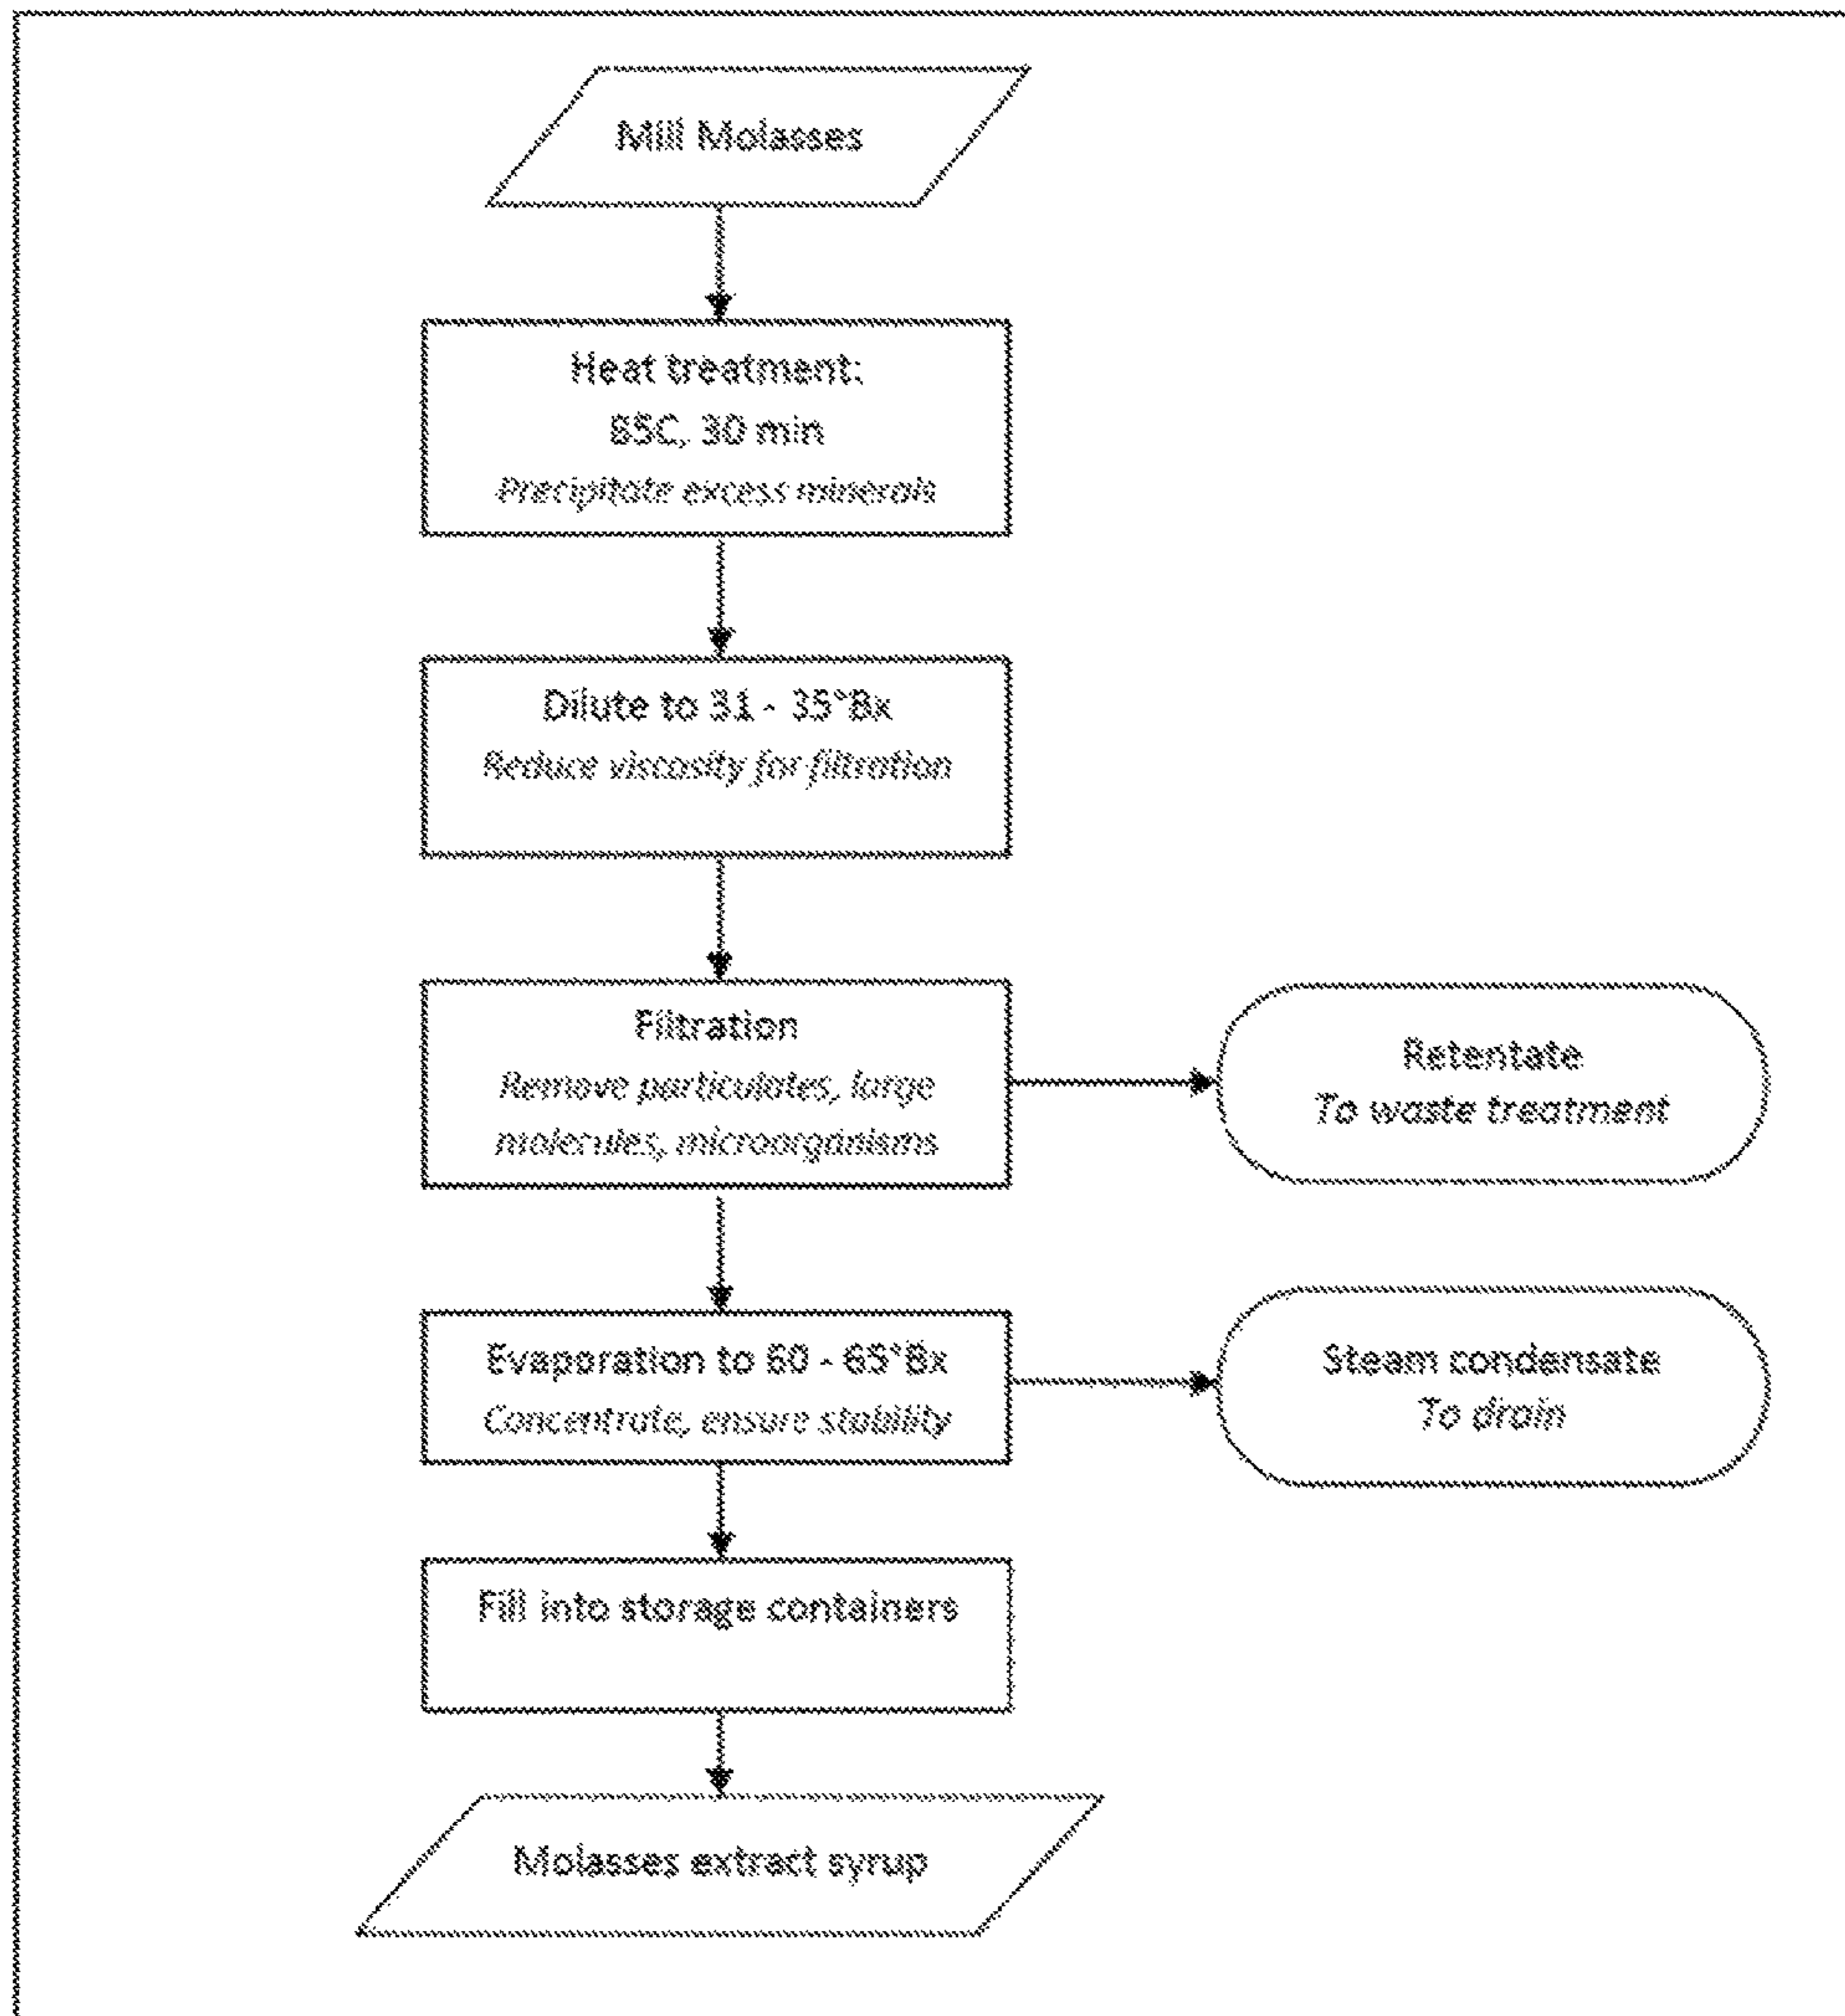 Mill Molasses
Heat treatment:
85C, 30 min
Precipitate excess minerals
Dilute to 31 - 35°Bx
Reduce viscosity for filtration
Filtration
Remove particulates, large
molecules, microorganisms
Retentate
To waste treatment
Evaporation to 60 - 65°Bx
Concentrate, ensure stability
Steam condensate
To drain
Fill into storage containers
Molasses extract syrup